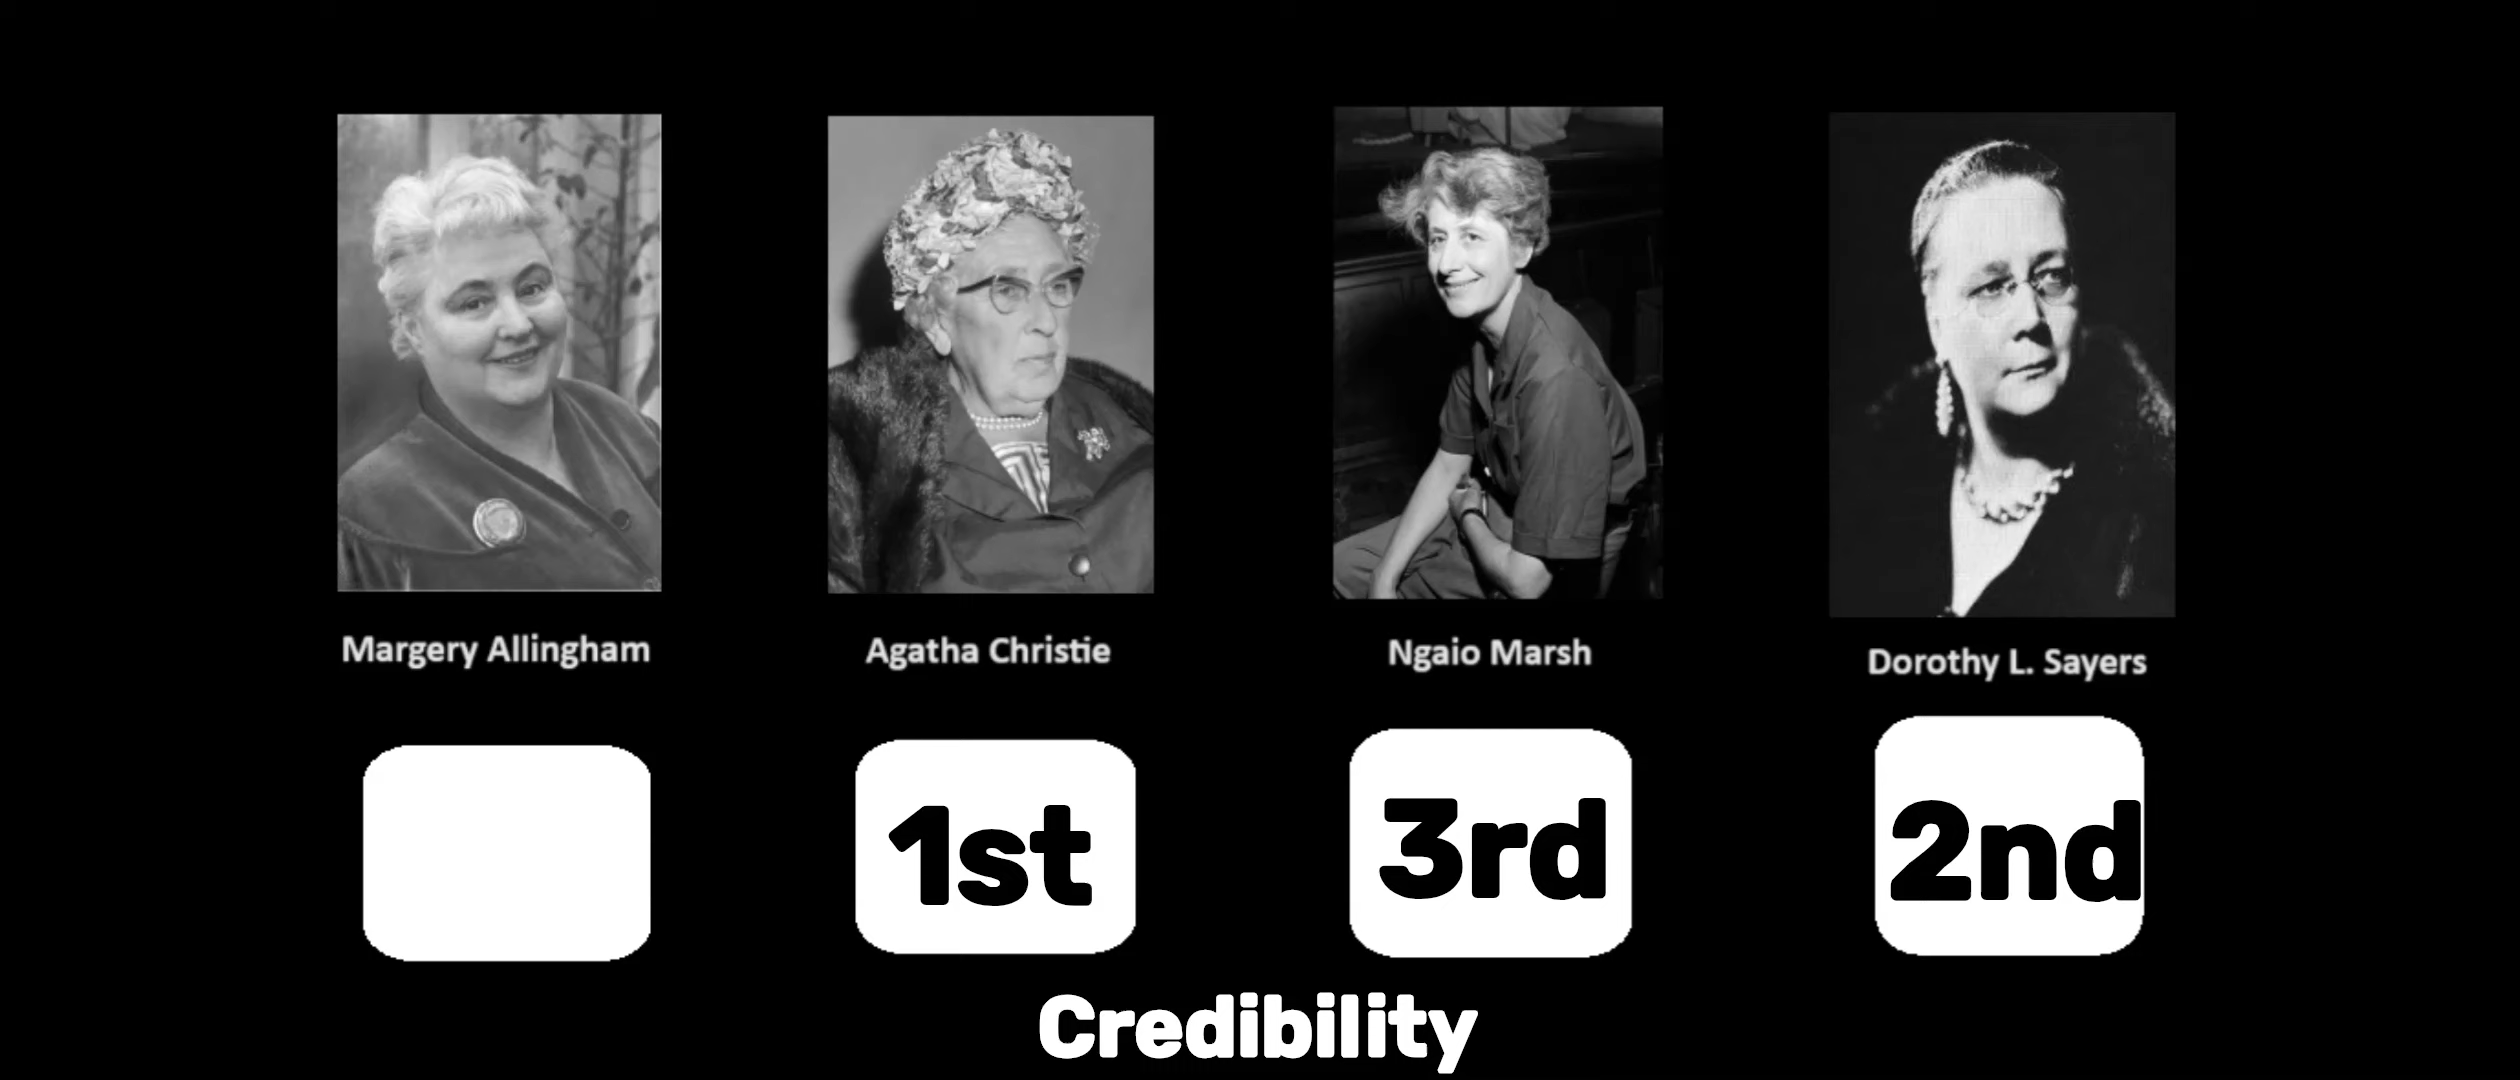 Margery Allingham
Agatha Christie
Ngaio Marsh
Dorothy L. Sayers
1st
3rd
2nd
Credibility